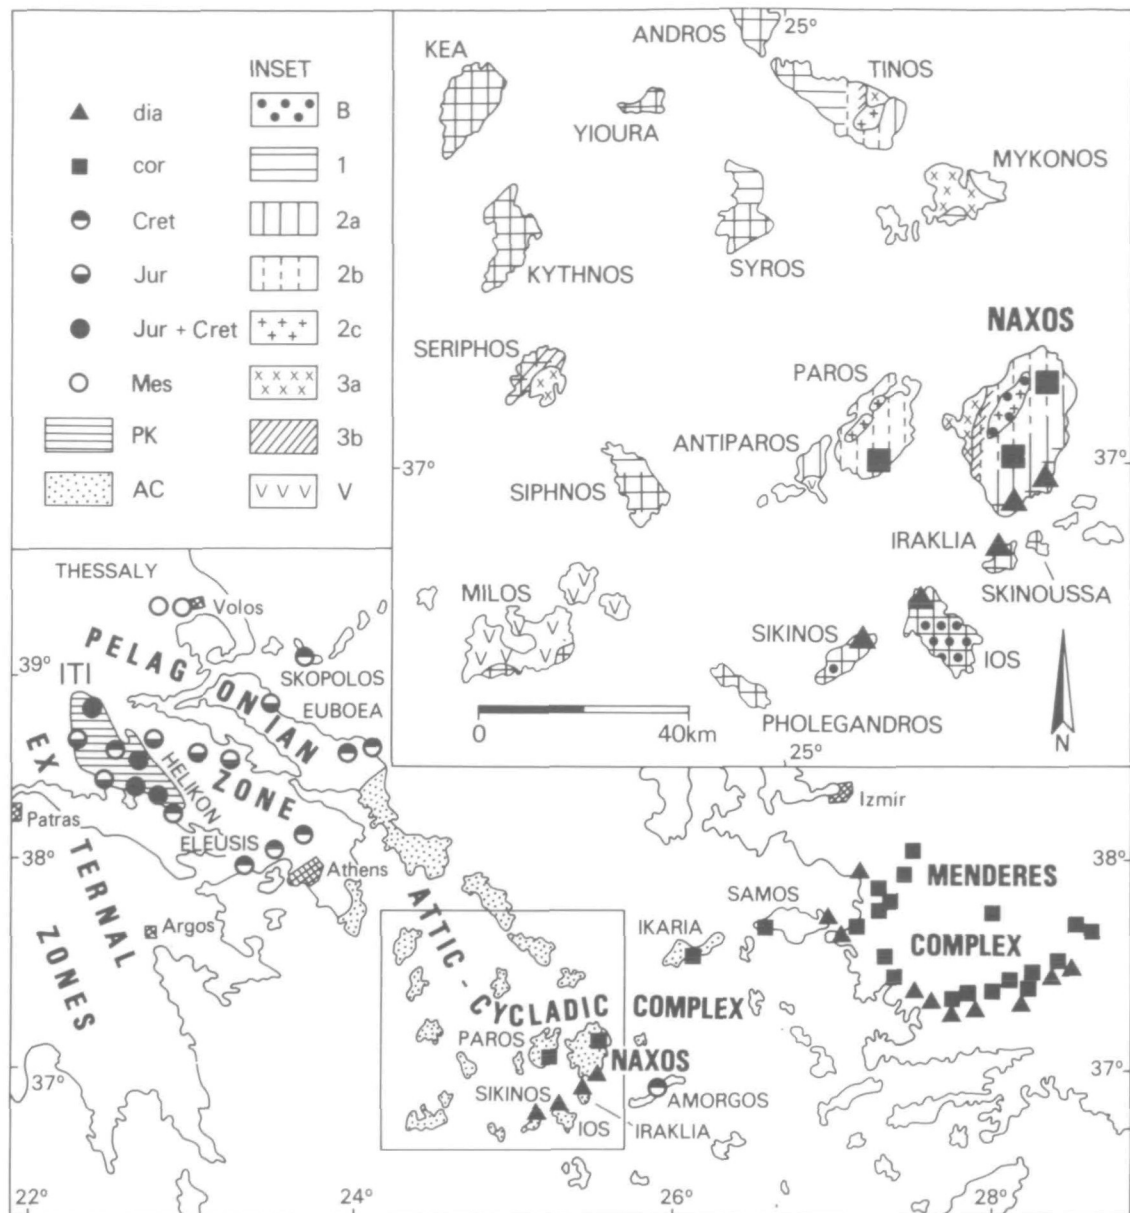 INSET
dia
B
cor
1
Cret
2a
Jur
2b
Jur + Cret
2c
Mes
3a
PK
3b
AC
V
V V V
KEA
ANDROS
25°
TINOS
YIOURA
MYKONOS
KYTHNOS
SYROS
NAXOS
SERIPHOS
PAROS
ANTIPAROS
37°
37°
SIPHNOS
IRAKLIA
SKINOUSSA
MILOS
SIKINOS
IOS
PHOLEGANDROS
0
40km
25°
N
THESSALY
Volos
39°
ITI
PELAGONIAN
ZONE
SKOPOLOS
EUBOEA
HELIKON
EXTERNAL
ZONES
Patras
ELEUSIS
38°
Athens
Argos
Izmir
38°
MENDERES
COMPLEX
SAMOS
IKARIA
ATTIC-CYCLADIC COMPLEX
PAROS
NAXOS
37°
37°
SIKINOS
AMORGOS
IOS
IRAKLIA
22°
24°
26°
28°